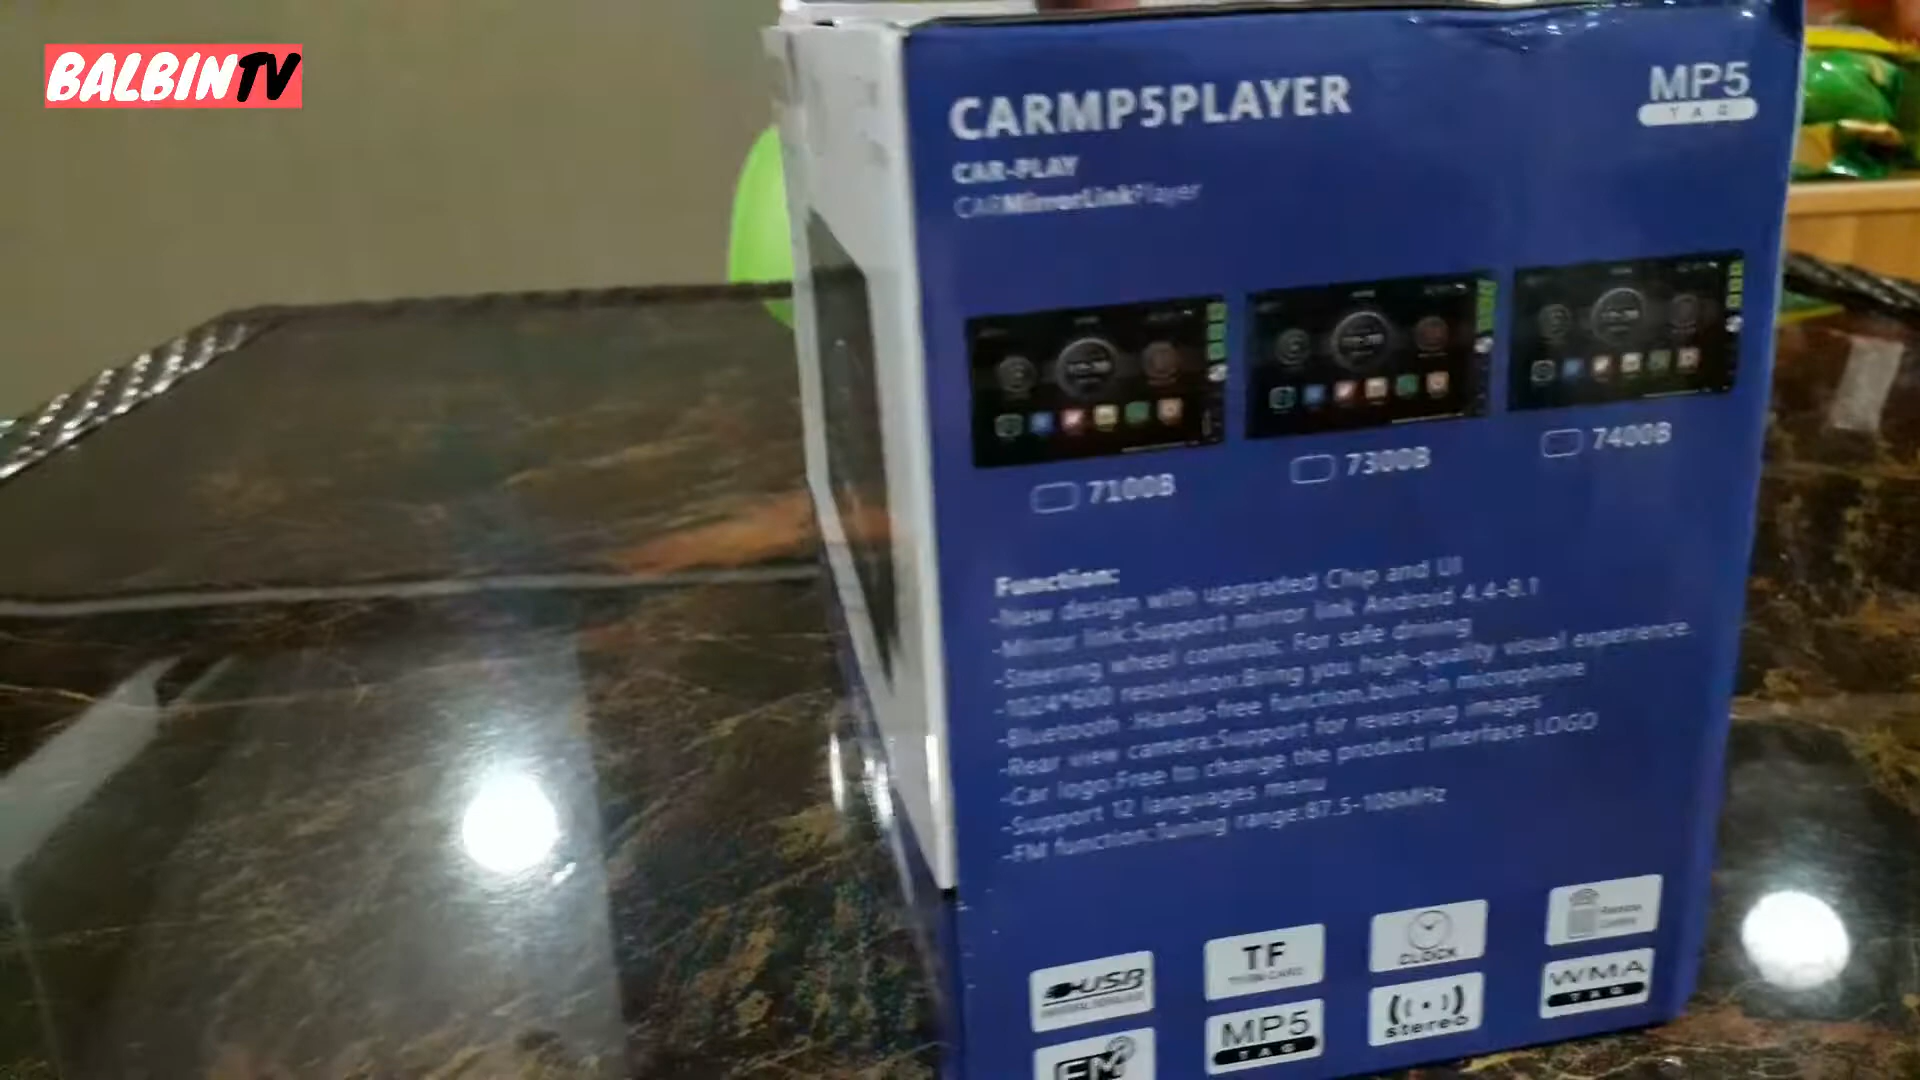 BALBINTV
CARMP5PLAYER
MP5
TAG
CAR-PLAY
CARMirrorLinkPlayer
7100B
7300B
7400B
Function:
-New design with upgraded Chip and UI
-Mirror link:Support mirror link Android 4.4-8.1
-Steering wheel controls: For safe driving
-1024*600 resolution:Bring you high-quality visual experience.
-Bluetooth :Hands-free function,built-in microphone
-Rear view camera:Support for reversing images
-Car logo:Free to change the product interface LOGO
-Support 12 languages menu
-FM function:Tuning range:87.5-108MHz
USB
TF
CLOCK
FM
MP5
TAG
stereo
WMA
TAG